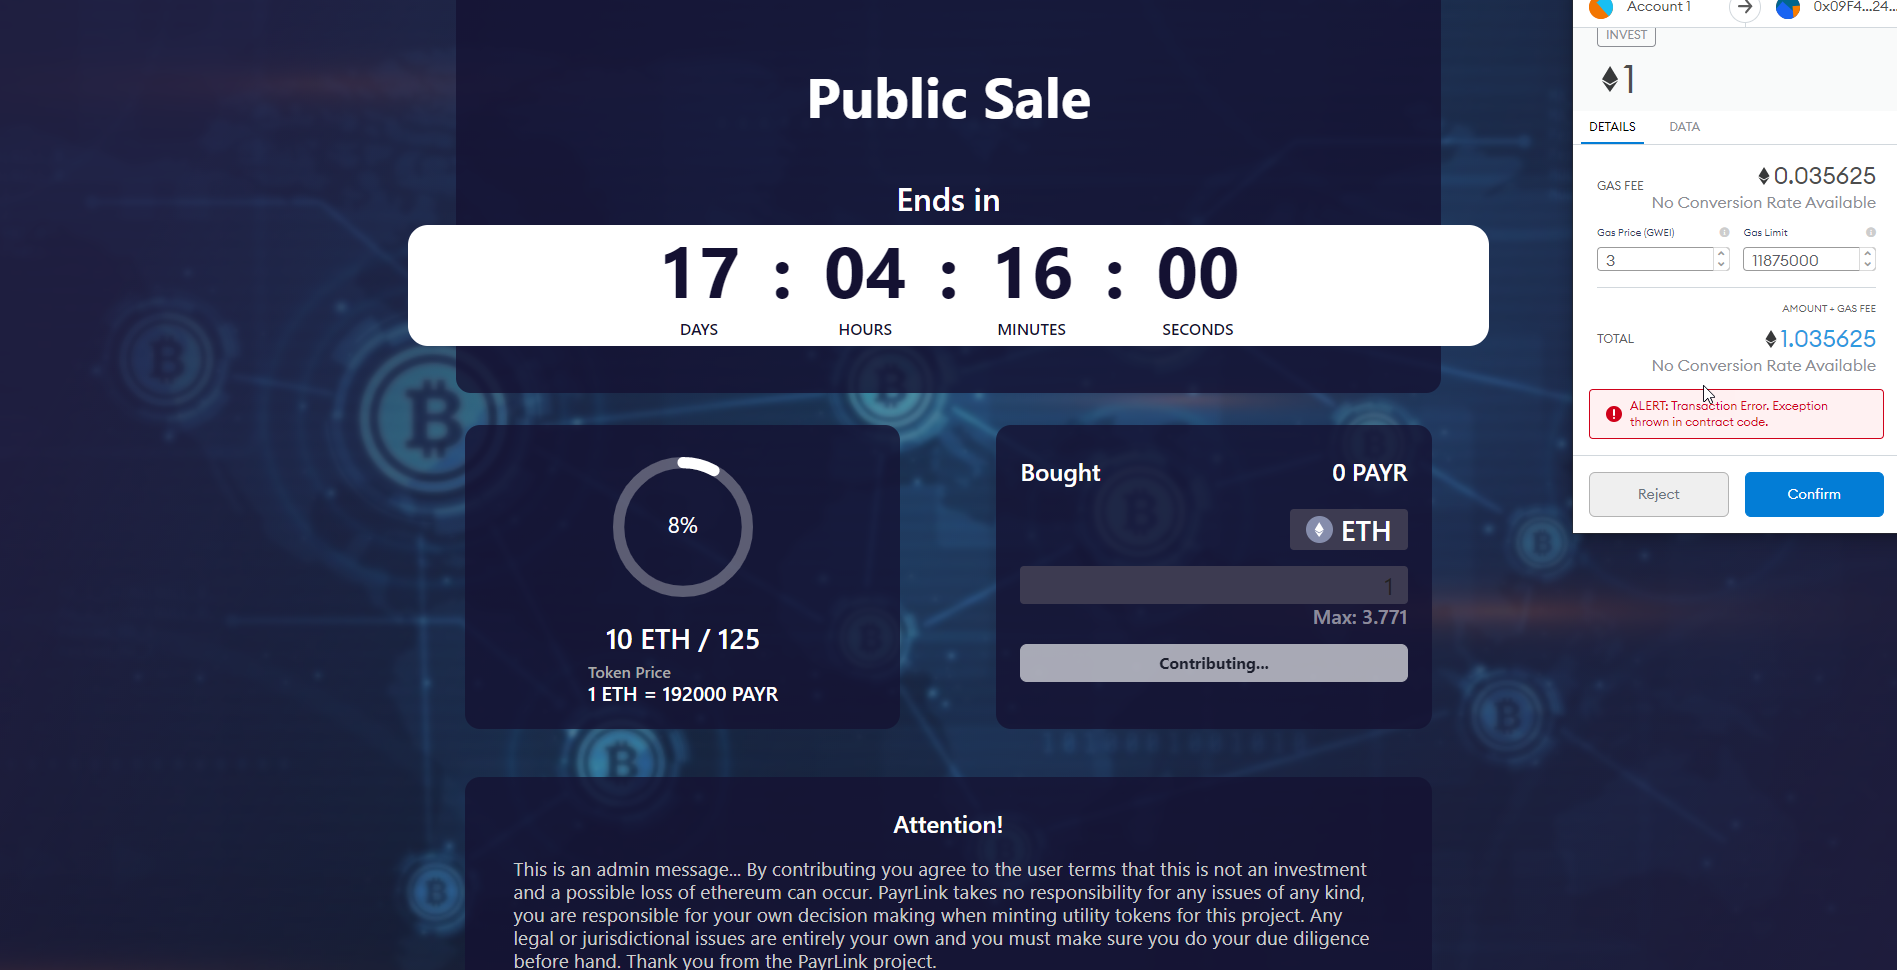 Public Sale
Ends in
17 : 04 : 16 : 00
DAYS HOURS MINUTES SECONDS
8%
10 ETH / 125
Token Price
1 ETH = 192000 PAYR
Bought 0 PAYR
ETH
1
Max: 3.771
Contributing...
Attention!
This is an admin message... By contributing you agree to the user terms that this is not an investment
and a possible loss of ethereum can occur. PayrLink takes no responsibility for any issues of any kind,
you are responsible for your own decision making when minting utility tokens for this project. Any
legal or jurisdictional issues are entirely your own and you must make sure you do your due diligence
before hand. Thank you from the PayrLink project.
Account 1 0x09F4...24...
INVEST
1
DETAILS DATA
GAS FEE 0.035625
No Conversion Rate Available
Gas Price (GWEI) Gas Limit
3 11875000
AMOUNT + GAS FEE
TOTAL 1.035625
No Conversion Rate Available
ALERT: Transaction Error. Exception
thrown in contract code.
Reject Confirm